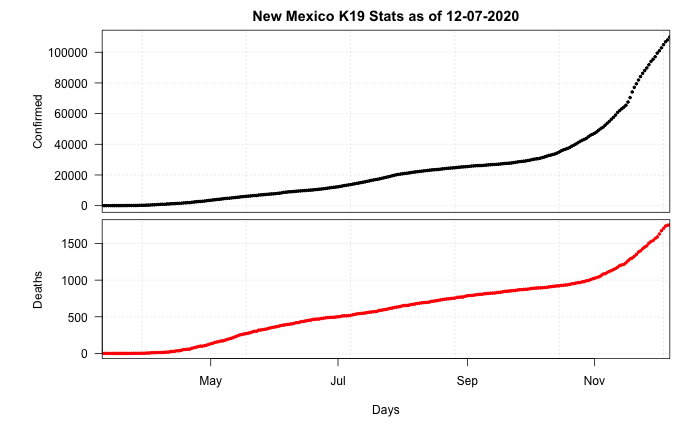 New Mexico K19 Stats as of 12-07-2020
Confirmed
100000
80000
60000
40000
20000
0
Deaths
1500
1000
500
0
May Jul Sep Nov
Days